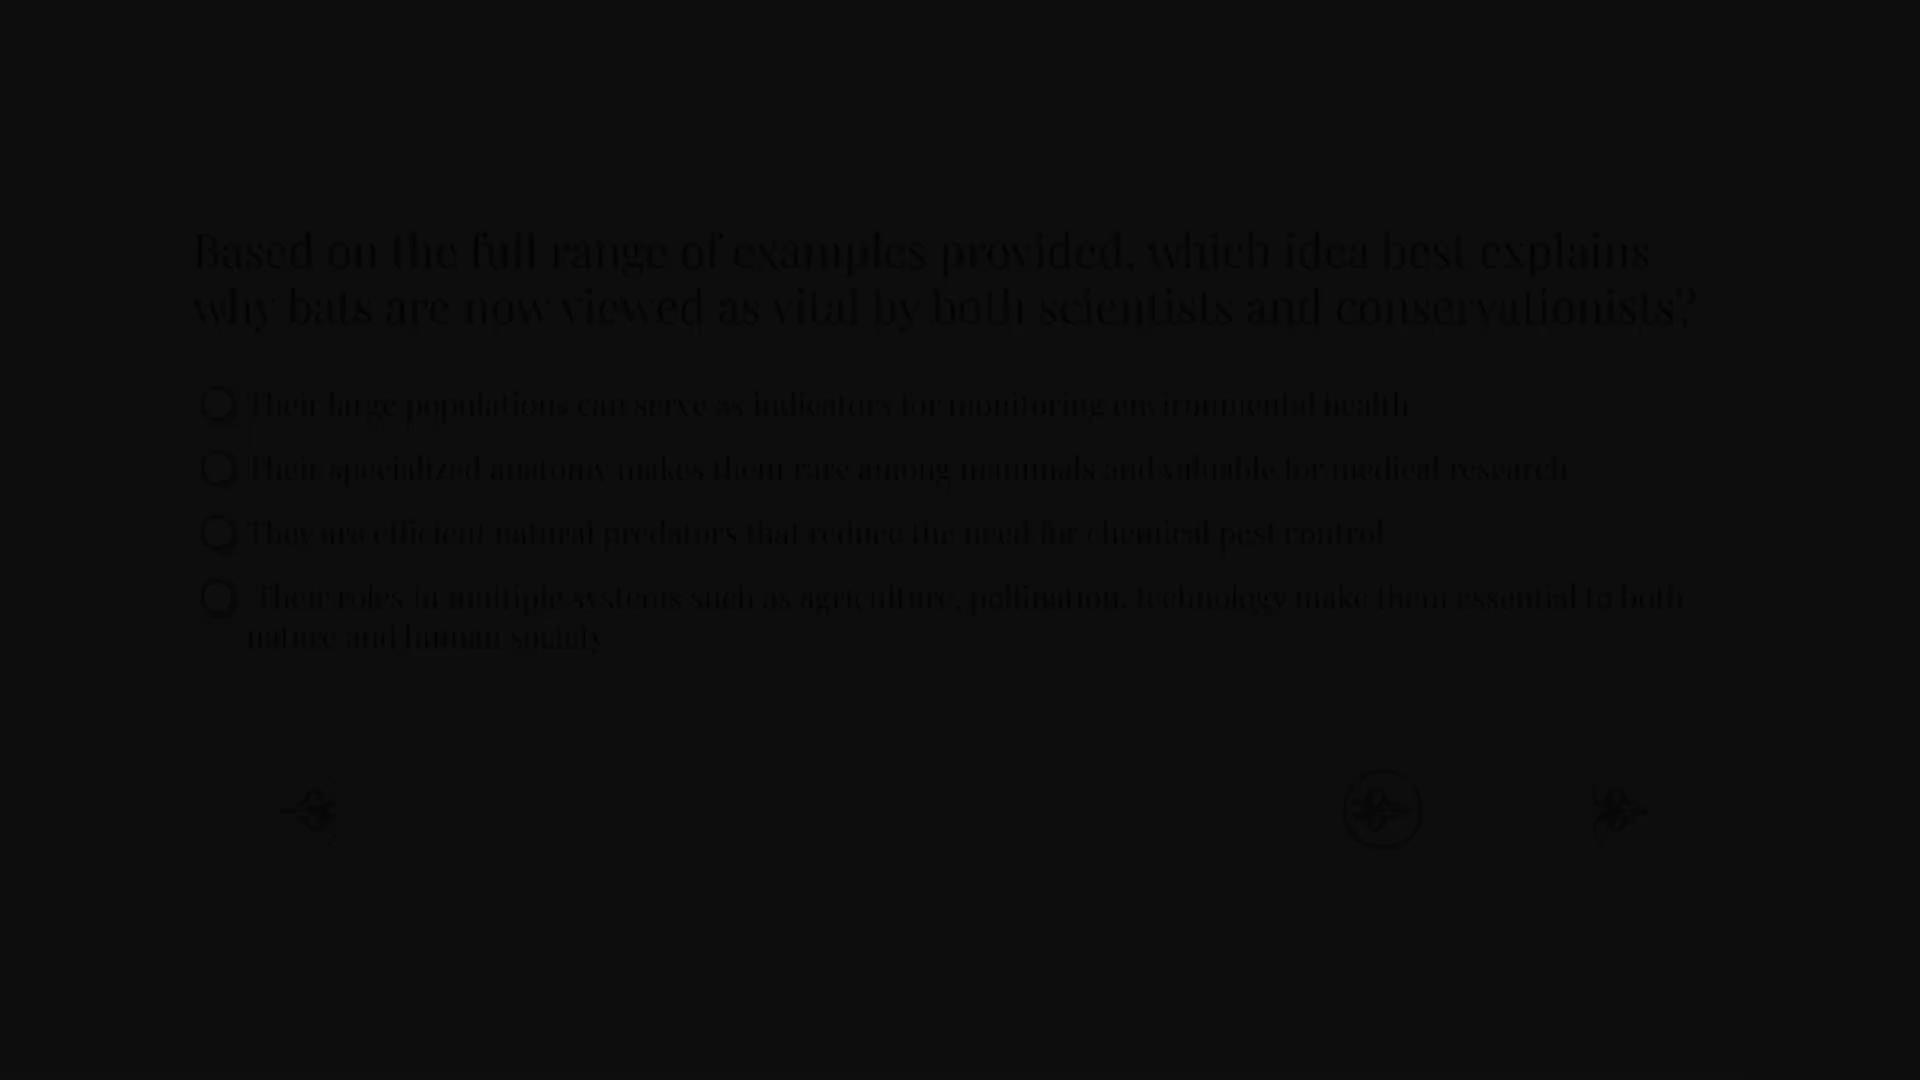 Based on the full range of examples provided, which idea best explains
why bats are now viewed as vital by both scientists and conservationists?
Their large populations can serve as indicators for monitoring environmental health
Their specialized anatomy makes them rare among mammals and valuable for medical research
They are efficient natural predators that reduce the need for chemical pest control
Their roles in multiple systems such as agriculture, pollination, technology make them essential to both
nature and human society